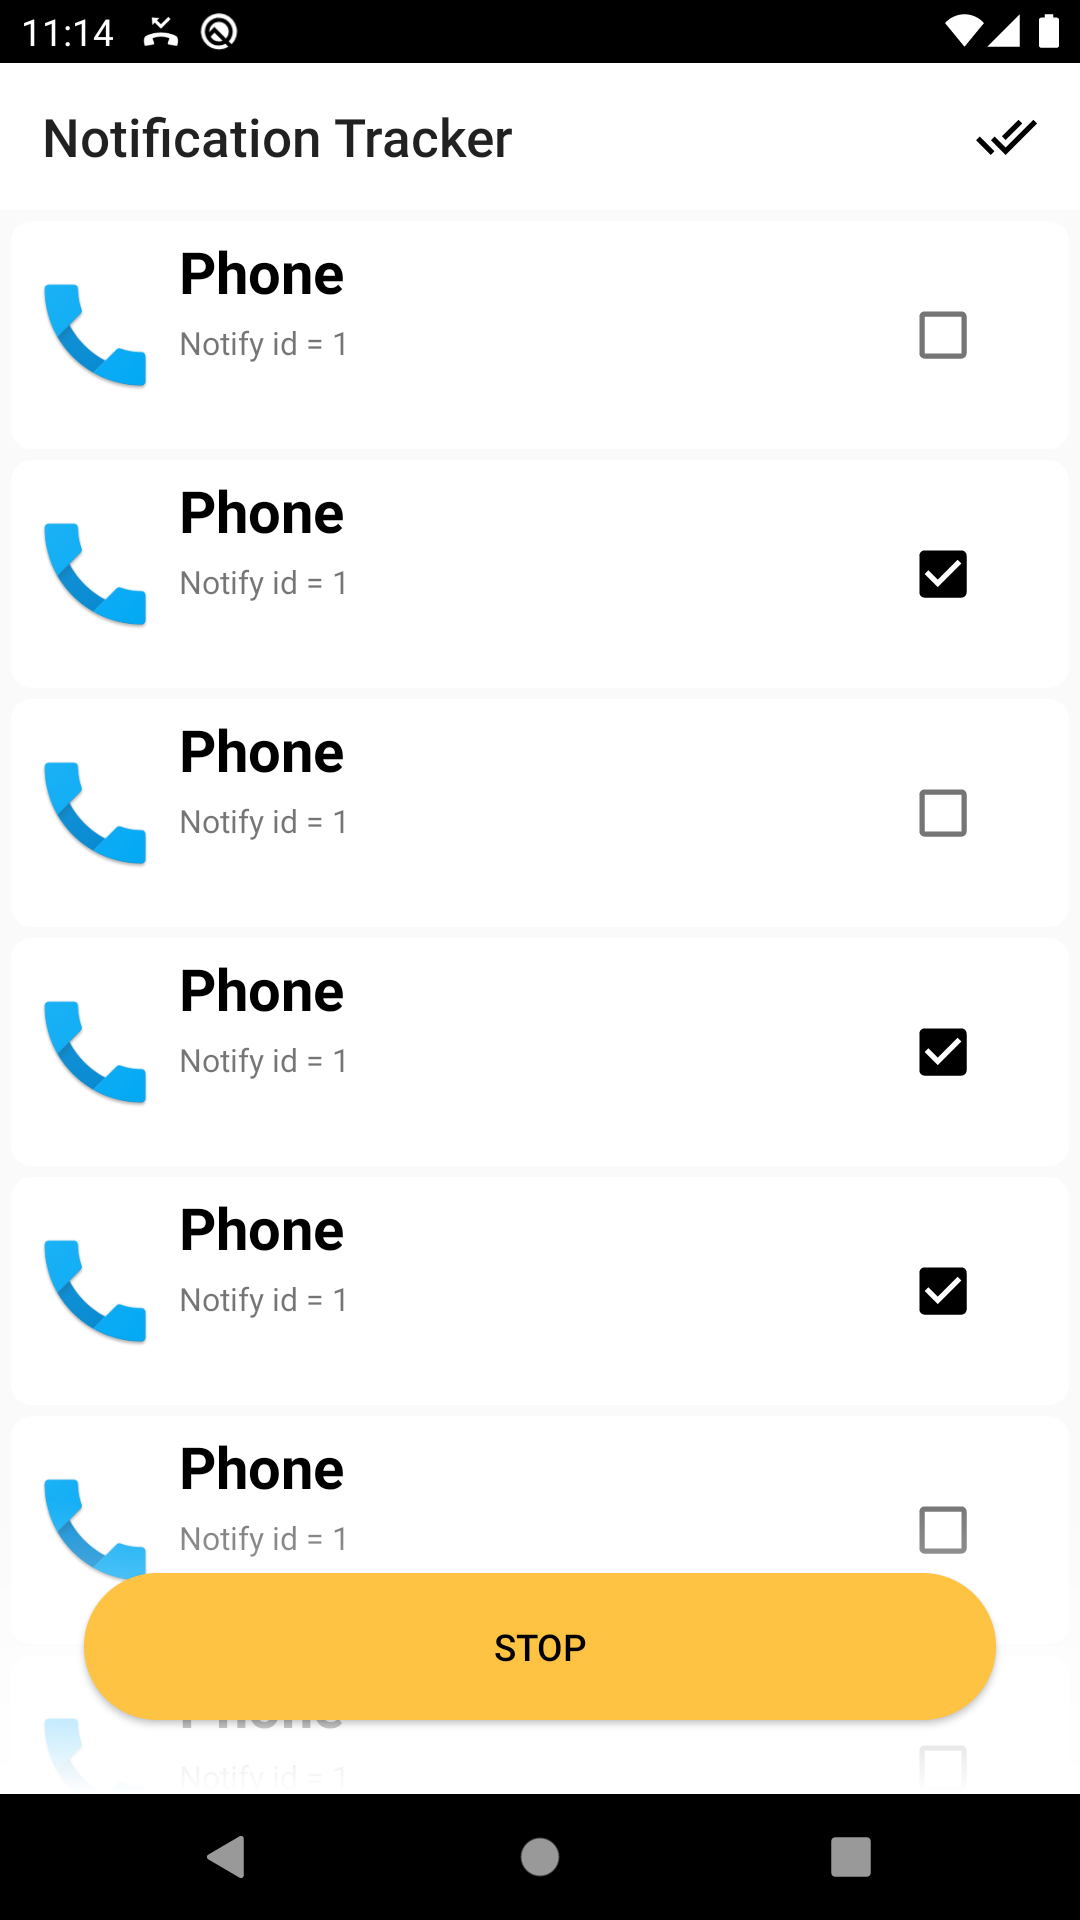 11:14
Notification Tracker
Phone
Notify id = 1
Phone
Notify id = 1
Phone
Notify id = 1
Phone
Notify id = 1
Phone
Notify id = 1
Phone
Notify id = 1
STOP
Phone
Notify id = 1